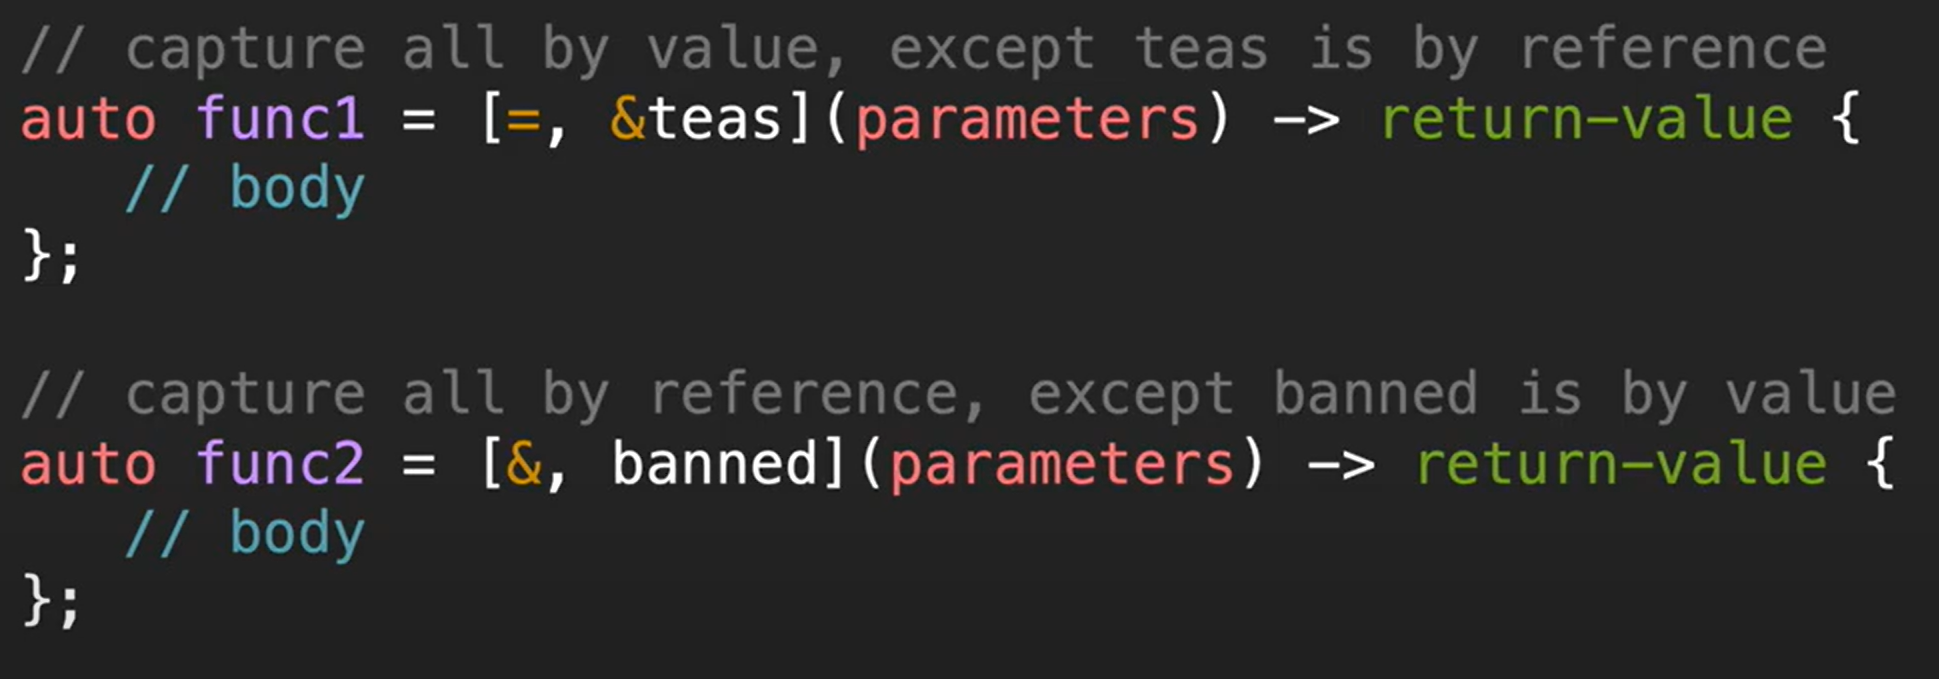 // capture all by value, except teas is by reference
auto func1 = [=, &teas](parameters) -> return-value {
// body
};
// capture all by reference, except banned is by value
auto func2 = [&, banned](parameters) -> return-value {
// body
};